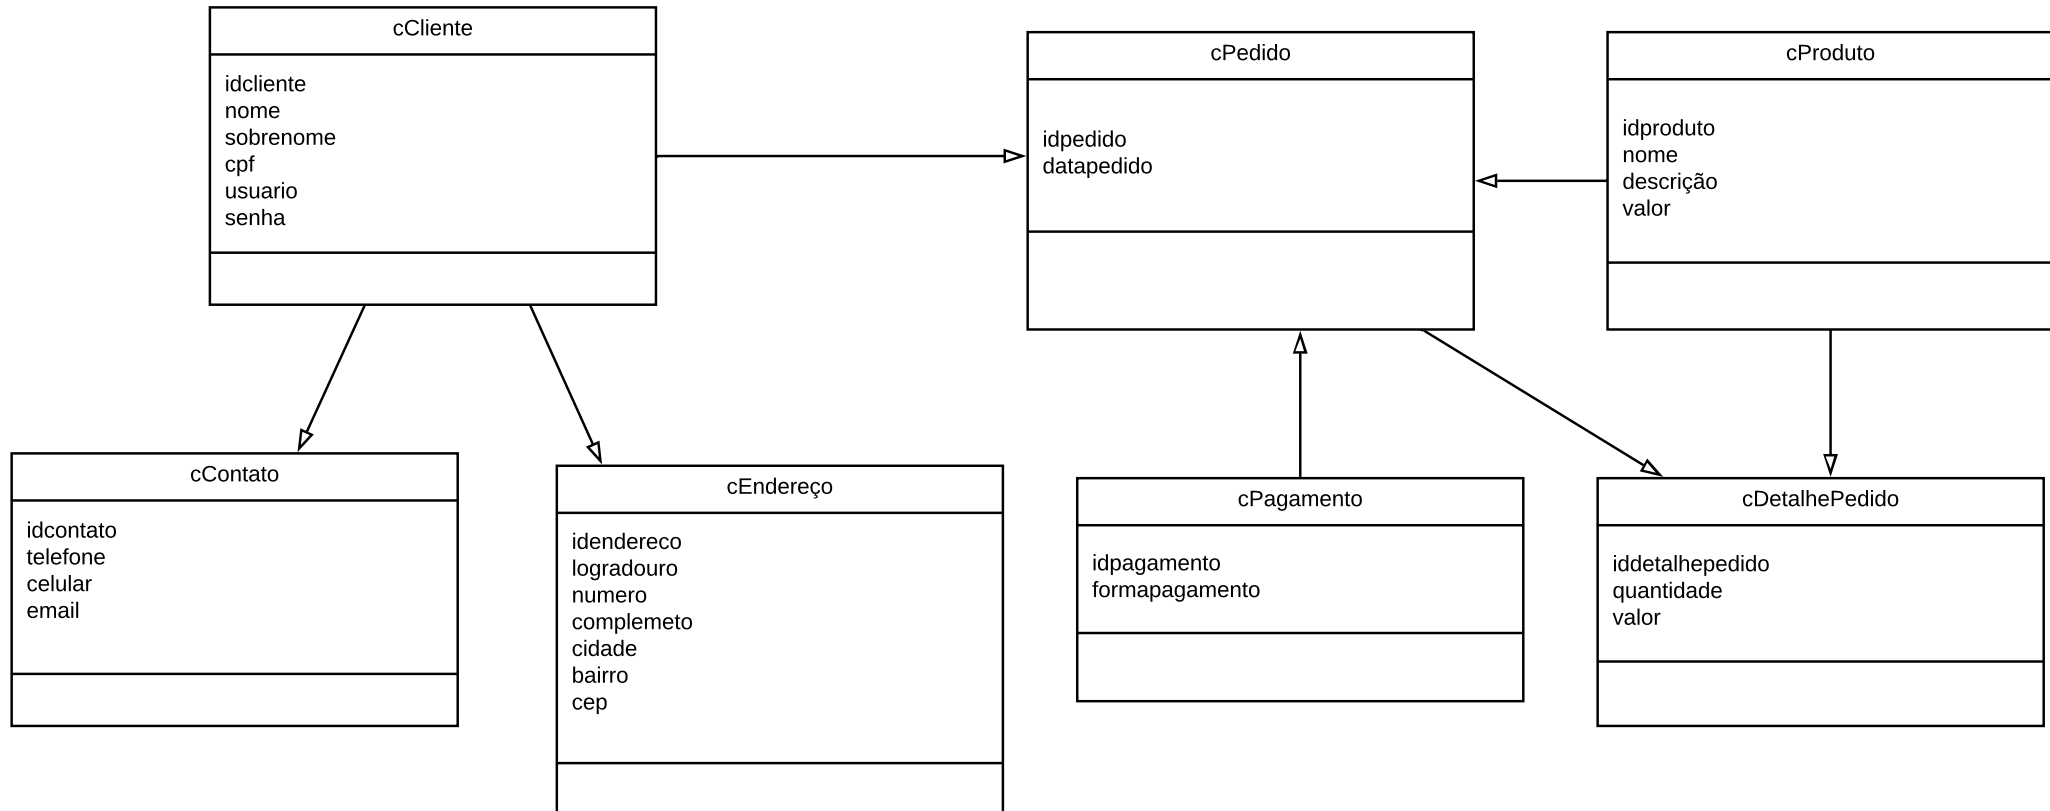 cCliente
idcliente
nome
sobrenome
cpf
usuario
senha
cPedido
idpedido
datapedido
cProduto
idproduto
nome
descrição
valor
cContato
idcontato
telefone
celular
email
cEndereço
idendereco
logradouro
numero
complemeto
cidade
bairro
cep
cPagamento
idpagamento
formapagamento
cDetalhePedido
iddetalhepedido
quantidade
valor